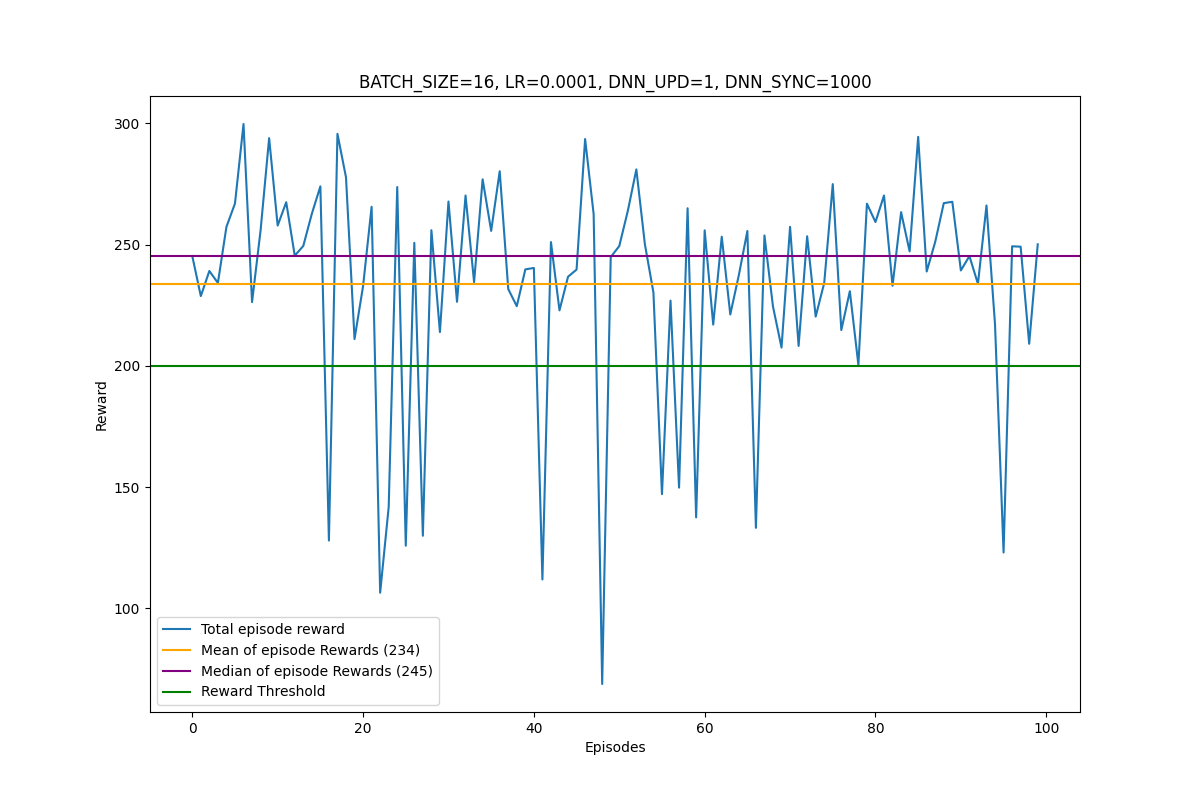 BATCH_SIZE=16, LR=0.0001, DNN_UPD=1, DNN_SYNC=1000
300
250
200
150
100
Reward
Total episode reward
Mean of episode Rewards (234)
Median of episode Rewards (245)
Reward Threshold
0 20 40 60 80 100
Episodes